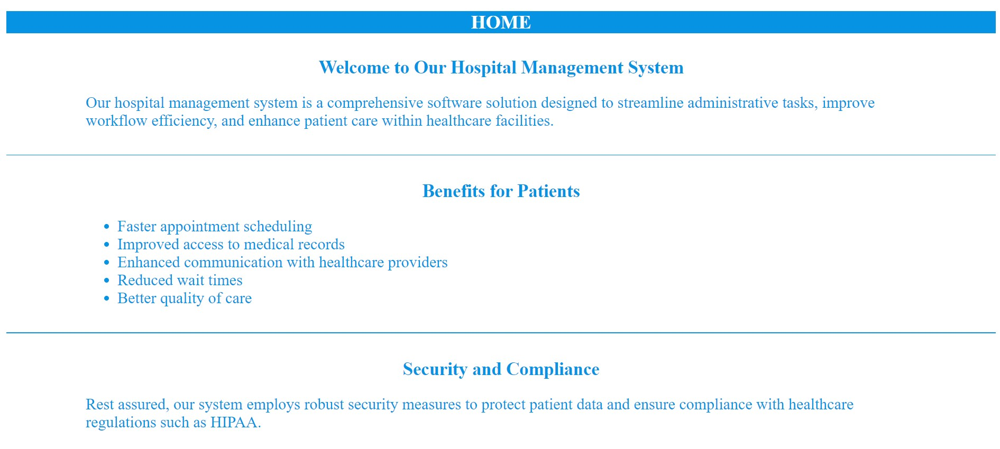 HOME
Welcome to Our Hospital Management System
Our hospital management system is a comprehensive software solution designed to streamline administrative tasks, improve
workflow efficiency, and enhance patient care within healthcare facilities.
Benefits for Patients
• Faster appointment scheduling
• Improved access to medical records
• Enhanced communication with healthcare providers
• Reduced wait times
• Better quality of care
Security and Compliance
Rest assured, our system employs robust security measures to protect patient data and ensure compliance with healthcare
regulations such as HIPAA.